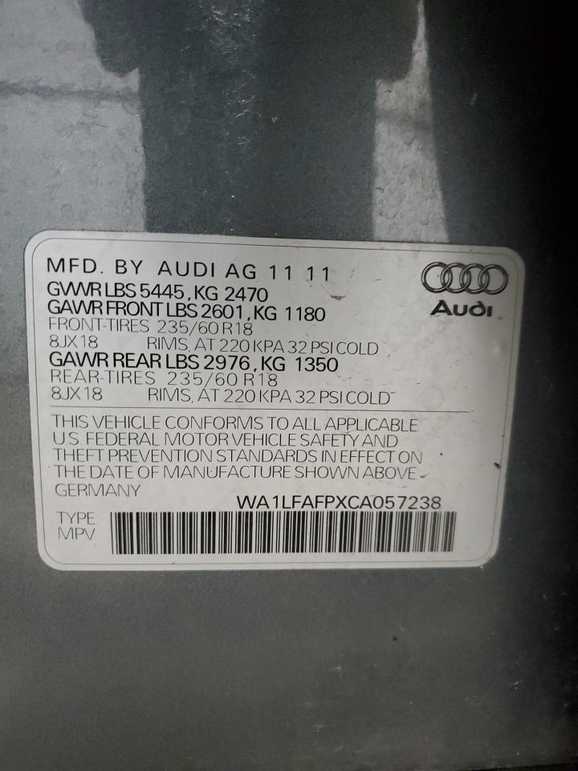 MFD. BY AUDI AG 11 11
GVWR LBS 5445, KG 2470
GAWR FRONT LBS 2601, KG 1180
FRONT-TIRES 235/60 R18
8JX18 RIMS, AT 220 KPA 32 PSI COLD
GAWR REAR LBS 2976, KG 1350
REAR-TIRES 235/60 R18
8JX18 RIMS, AT 220 KPA 32 PSI COLD
Audi
THIS VEHICLE CONFORMS TO ALL APPLICABLE
U.S. FEDERAL MOTOR VEHICLE SAFETY AND
THEFT PREVENTION STANDARDS IN EFFECT ON
THE DATE OF MANUFACTURE SHOWN ABOVE.
GERMANY WA1LFAFPXCA057238
TYPE
MPV